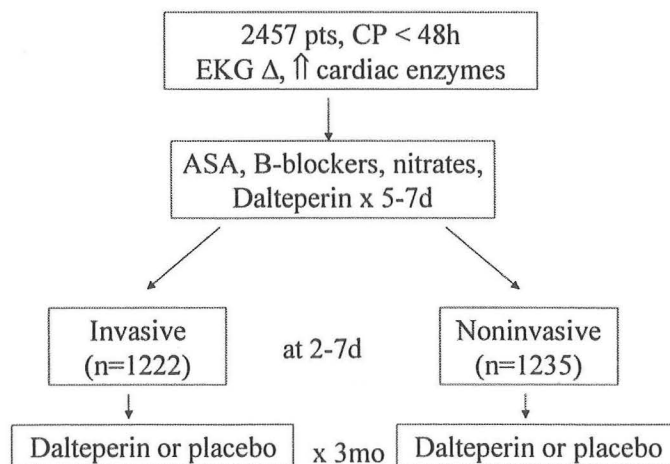 2457 pts, CP < 48h
EKG Δ, ⇑ cardiac enzymes
ASA, B-blockers, nitrates,
Dalteperin x 5-7d
Invasive
(n=1222)
at 2-7d
Noninvasive
(n=1235)
Dalteperin or placebo
x 3mo
Dalteperin or placebo